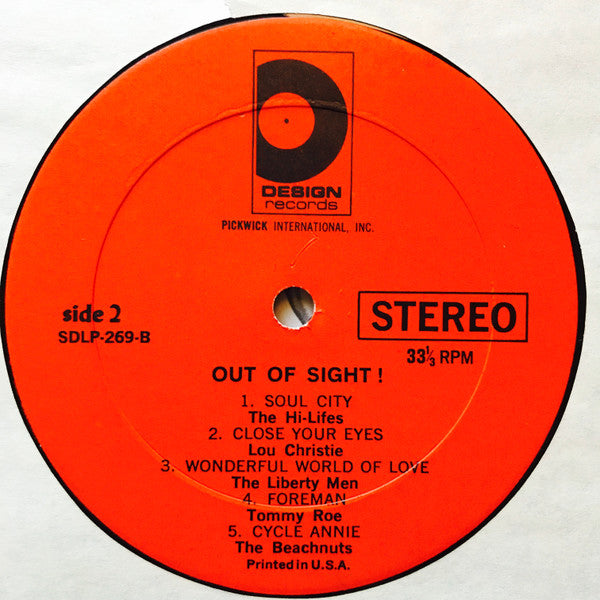 DESIGN
records
PICKWICK INTERNATIONAL, INC.
side 2
SDLP-269-B
STEREO
33⅓ RPM
OUT OF SIGHT !
1. SOUL CITY
The Hi-Lifes
2. CLOSE YOUR EYES
Lou Christie
3. WONDERFUL WORLD OF LOVE
The Liberty Men
4. FOREMAN
Tommy Roe
5. CYCLE ANNIE
The Beachnuts
Printed in U.S.A.